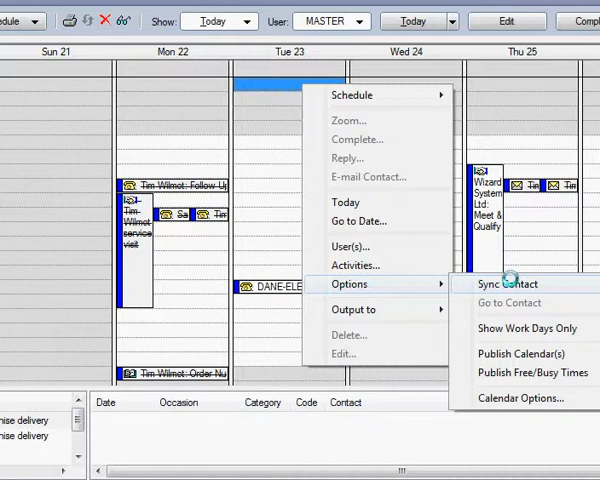 edule
Show:
Today
User:
MASTER
Today
Edit
Compl
Sun 21
Mon 22
Tue 23
Wed 24
Thu 25
Tim Wilmot: Follow Up
Tim
Wilmot
service
visit
Sa
Tim
DANE-ELE
Tim Wilmot: Order Nu
Wizard
System
Ltd:
Meet &
Qualify
Tin
Tim
Schedule
Zoom...
Complete...
Reply...
E-mail Contact...
Today
Go to Date...
User(s)...
Activities...
Options
Output to
Delete...
Edit...
Sync Contact
Go to Contact
Show Work Days Only
Publish Calendar(s)
Publish Free/Busy Times
Calendar Options...
nise delivery
nise delivery
Date
Occasion
Category
Code
Contact